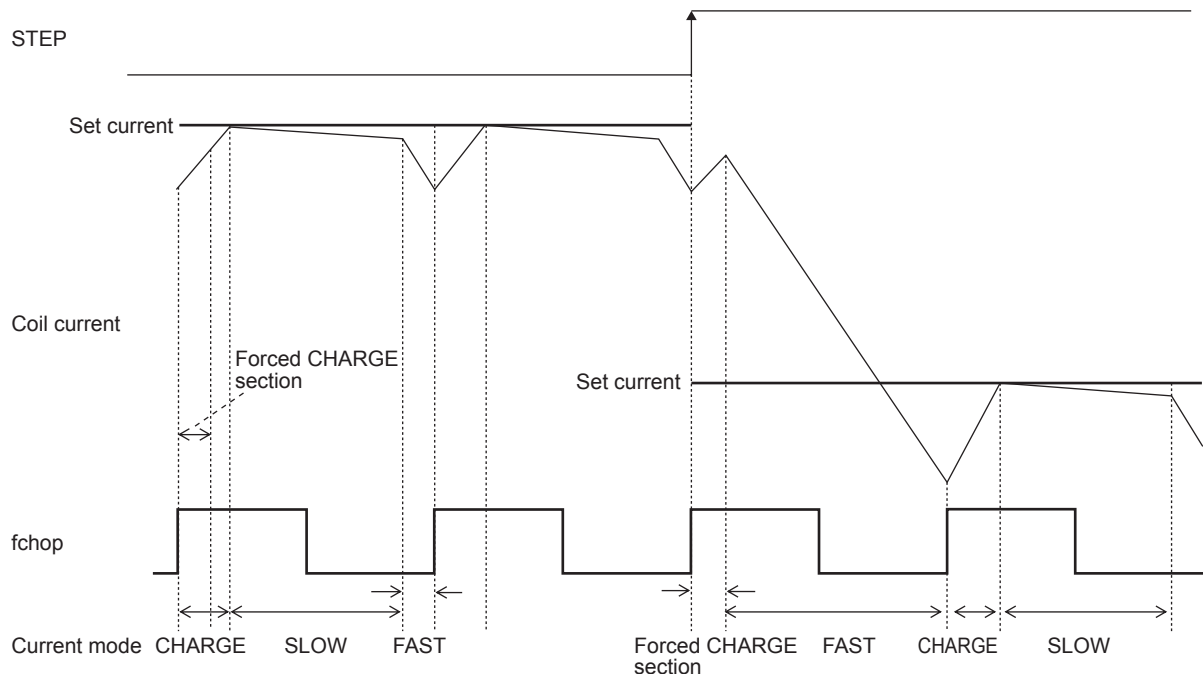 STEP
Set current
Coil current
Forced CHARGE
section
Set current
fchop
Current mode CHARGE SLOW FAST Forced CHARGE FAST CHARGE SLOW
section